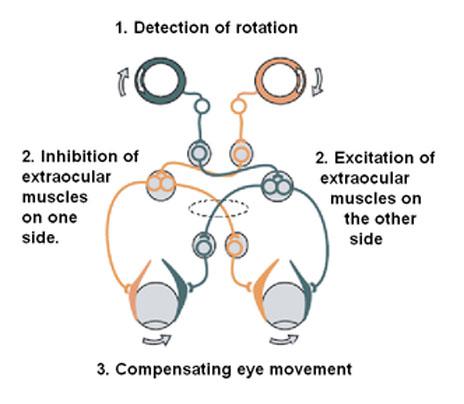 1. Detection of rotation
2. Inhibition of
extraocular
muscles
on one
side.
2. Excitation of
extraocular
muscles on
the other
side
3. Compensating eye movement